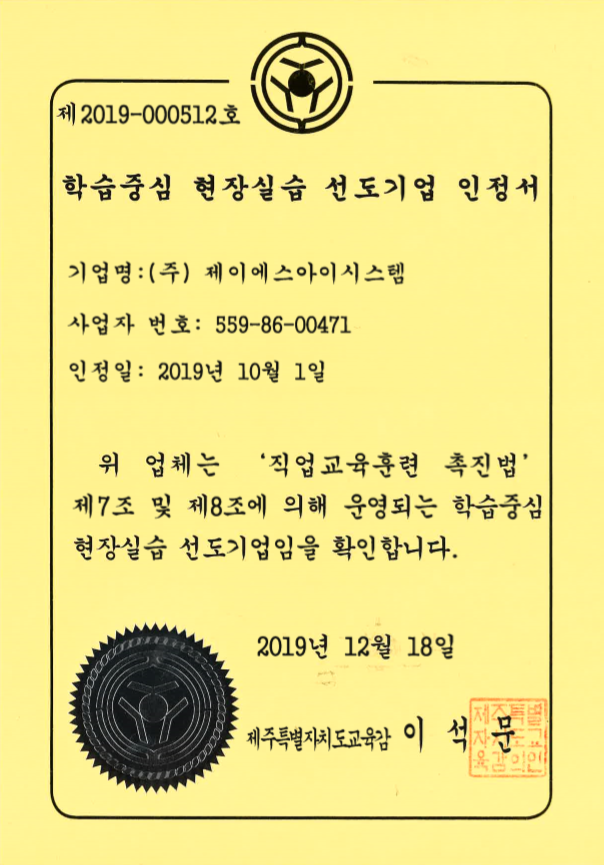 제2019-000512호
학습중심 현장실습 선도기업 인정서
기업명:(주) 제이에스아이시스템
사업자 번호: 559-86-00471
인정일: 2019년 10월 1일
위 업체는 '직업교육훈련 촉진법'
제7조 및 제8조에 의해 운영되는 학습중심
현장실습 선도기업임을 확인합니다.
2019년 12월 18일
제주특별자치도교육감 이 석 문
제주특별
자치도교
육감의인